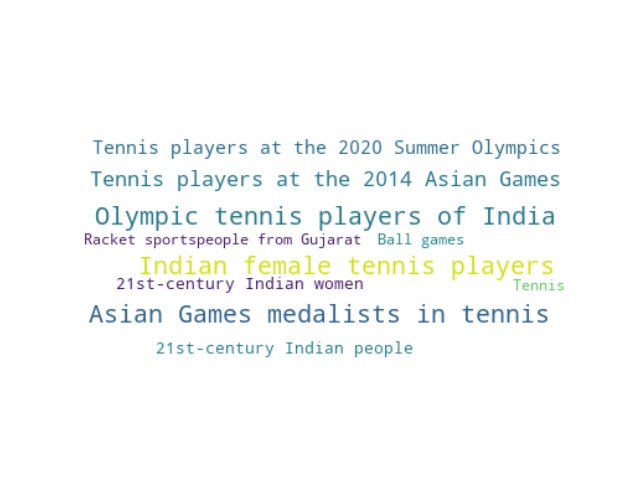 Tennis players at the 2020 Summer Olympics
Tennis players at the 2014 Asian Games
Olympic tennis players of India
Racket sportspeople from Gujarat Ball games
Indian female tennis players
21st-century Indian women Tennis
Asian Games medalists in tennis
21st-century Indian people